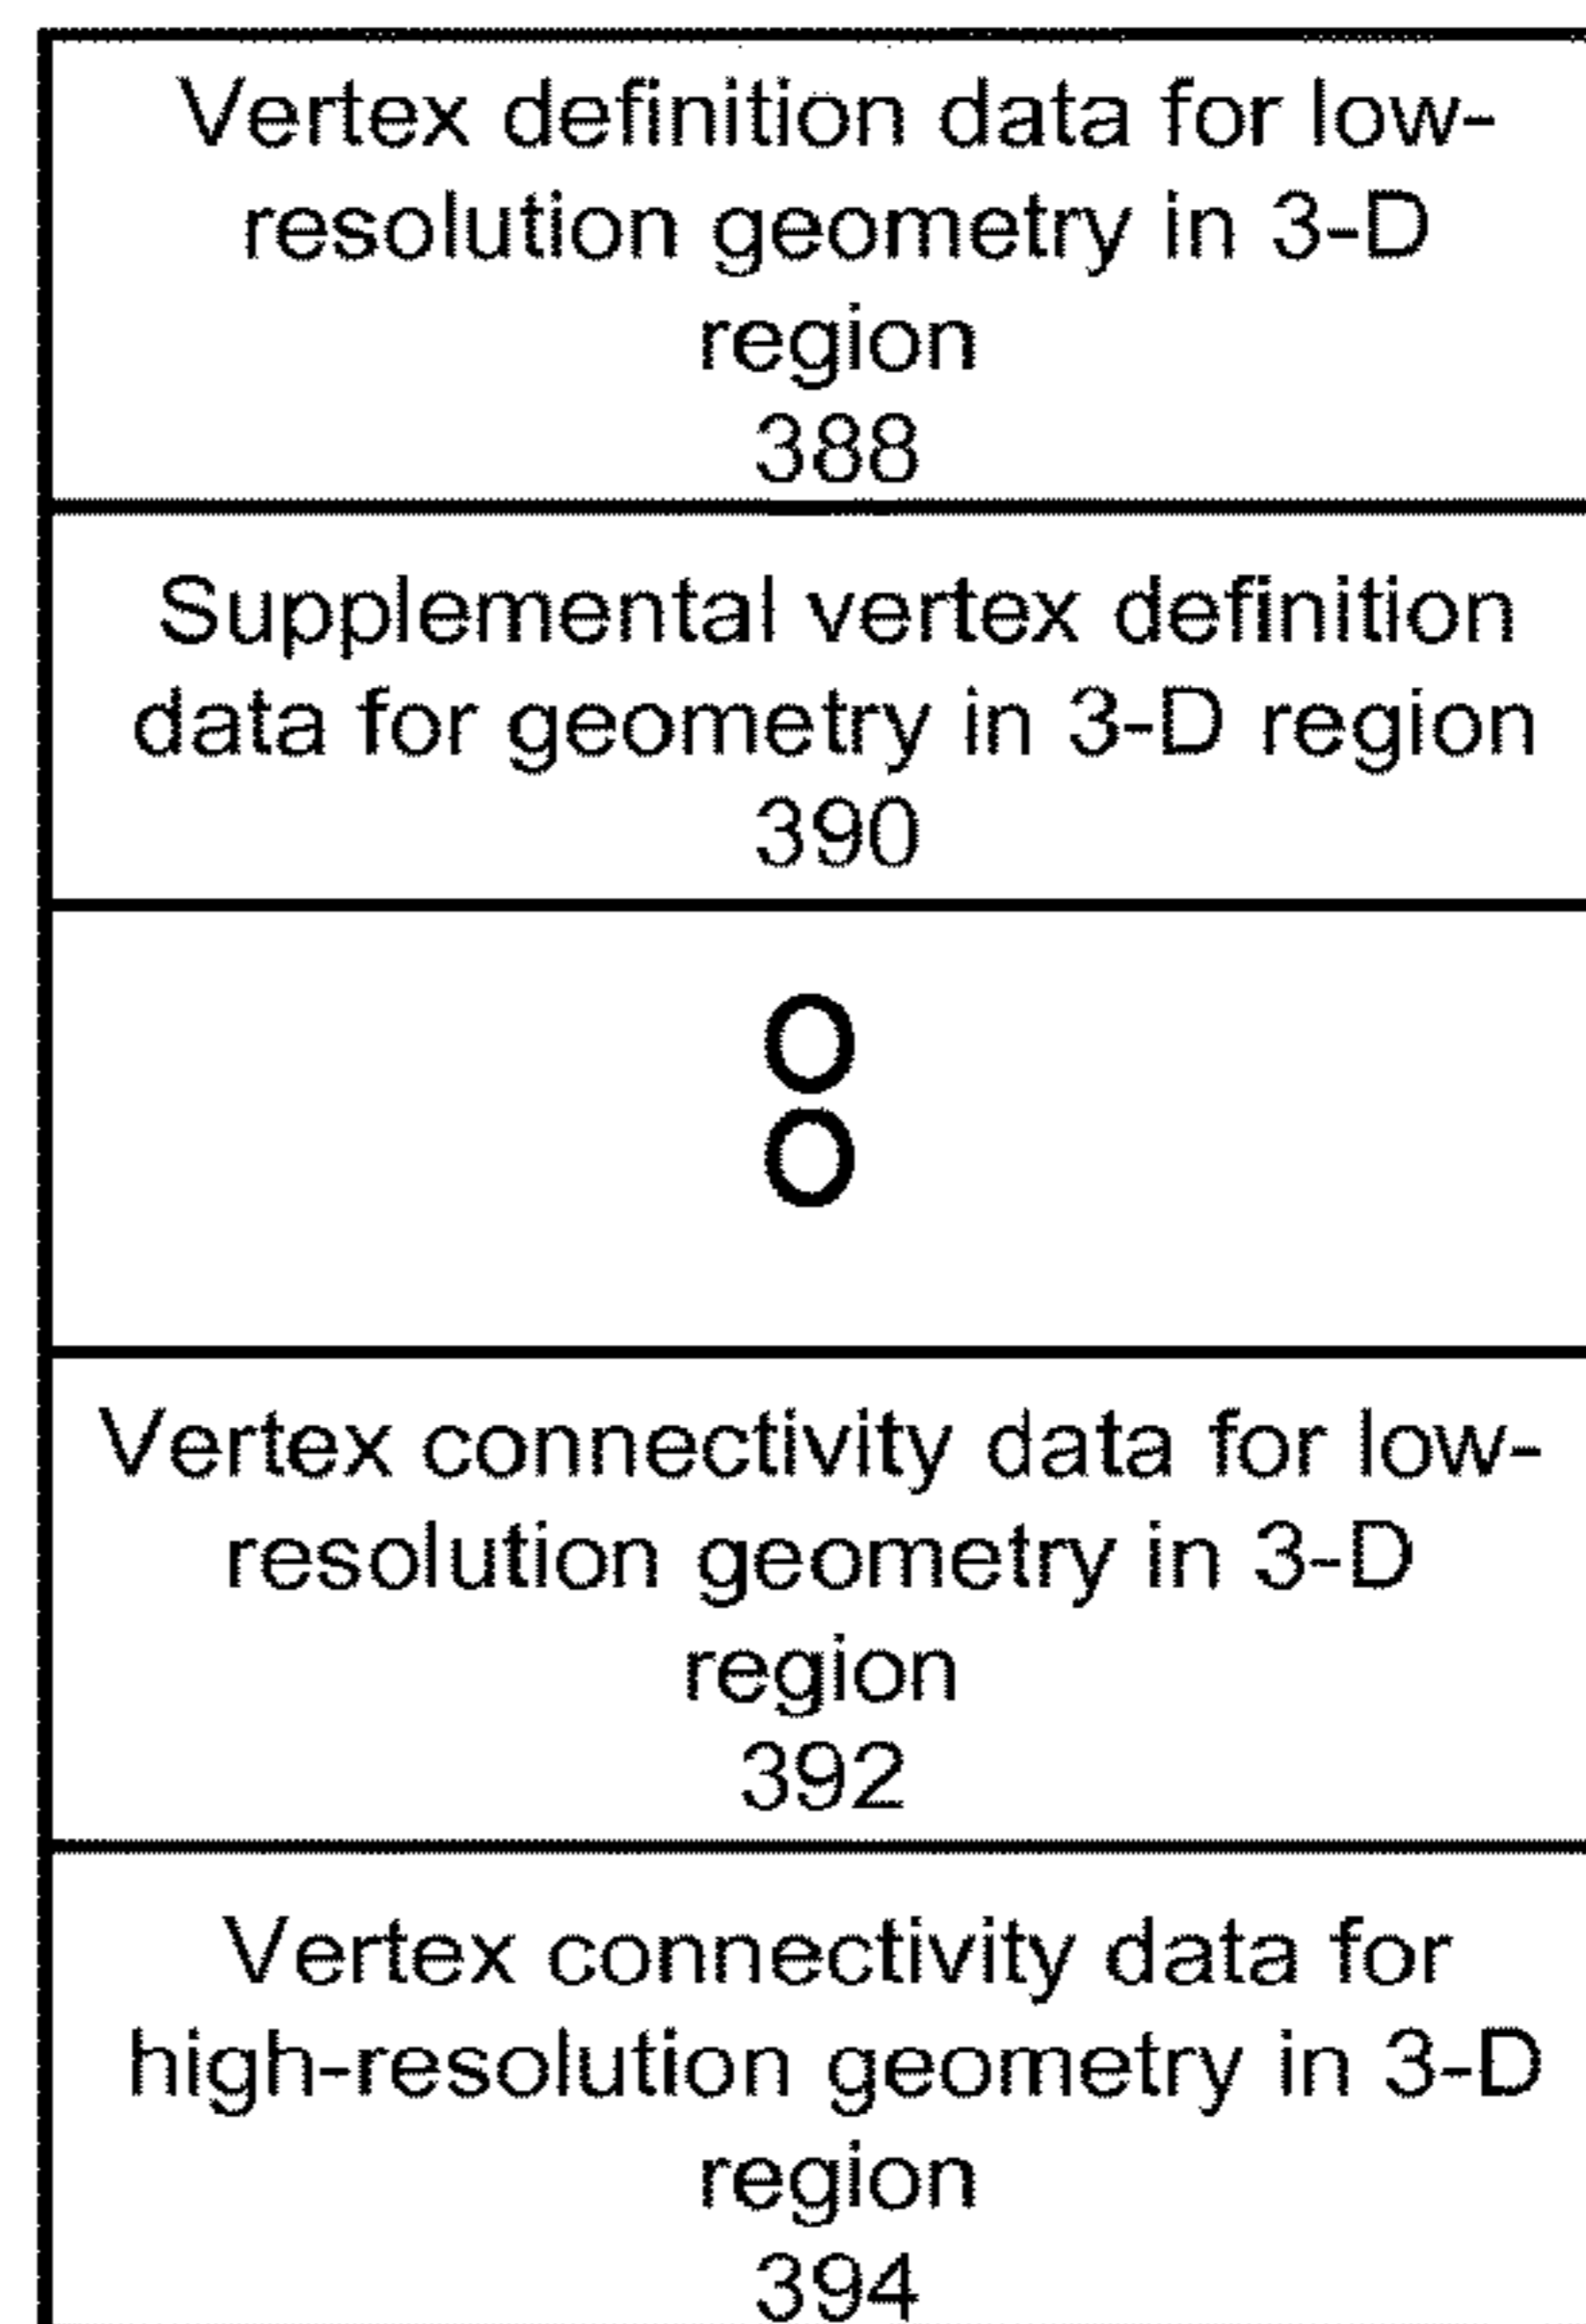 Vertex definition data for low-
resolution geometry in 3-D
region
388
Supplemental vertex definition
data for geometry in 3-D region
390
O
O
Vertex connectivity data for low-
resolution geometry in 3-D
region
392
Vertex connectivity data for
high-resolution geometry in 3-D
region
394